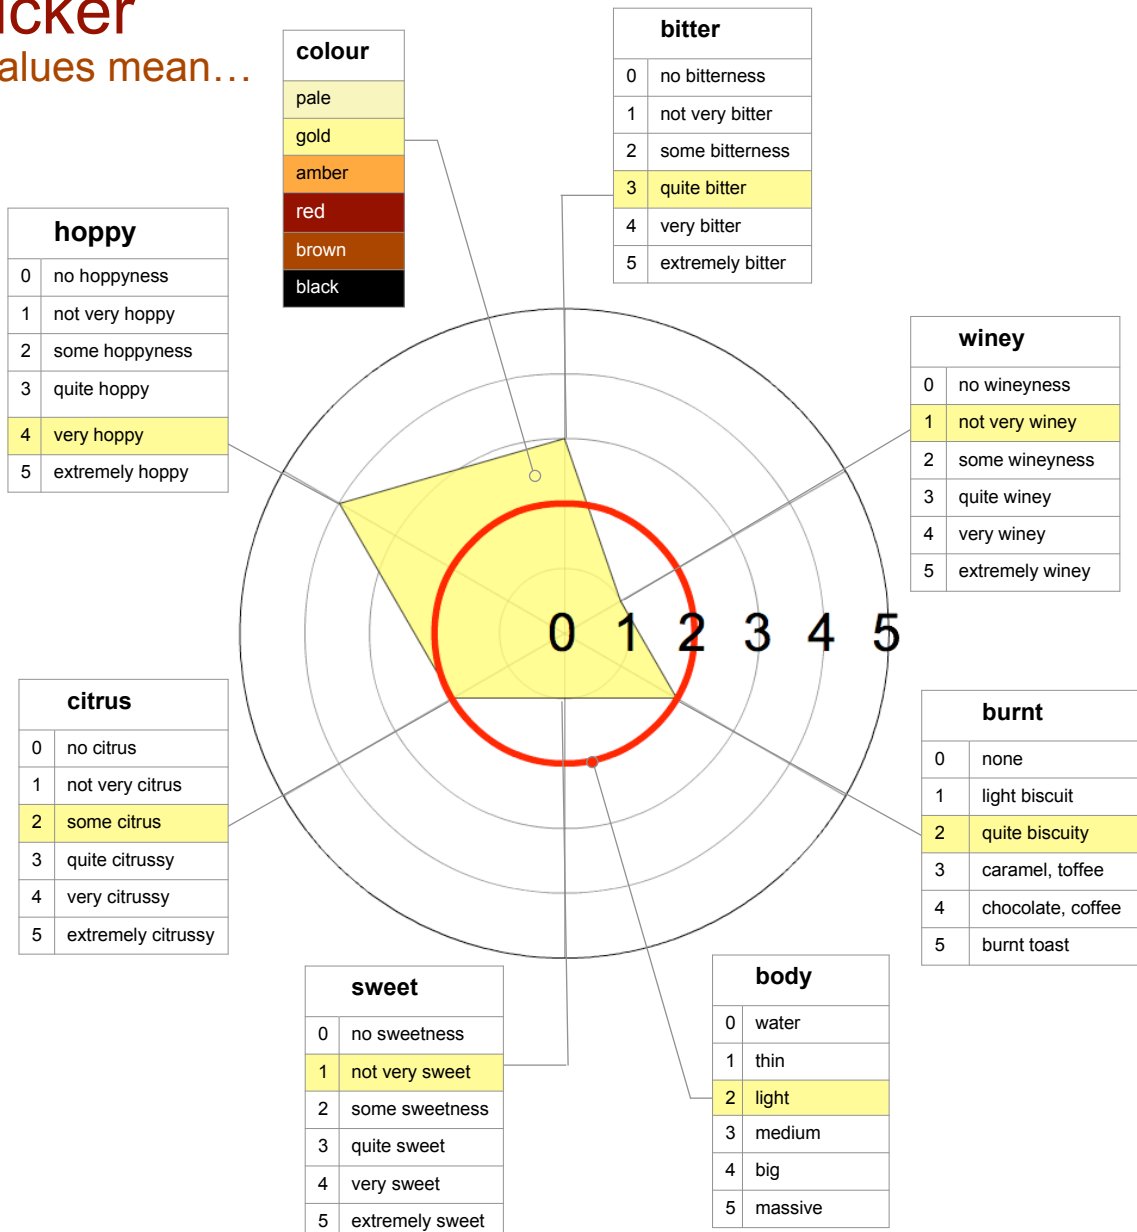 icker
alues mean…
colour
pale
gold
amber
red
brown
black
bitter
0 no bitterness
1 not very bitter
2 some bitterness
3 quite bitter
4 very bitter
5 extremely bitter
hoppy
0 no hoppyness
1 not very hoppy
2 some hoppyness
3 quite hoppy
4 very hoppy
5 extremely hoppy
winey
0 no wineyness
1 not very winey
2 some wineyness
3 quite winey
4 very winey
5 extremely winey
0 1 2 3 4 5
citrus
0 no citrus
1 not very citrus
2 some citrus
3 quite citrussy
4 very citrussy
5 extremely citrussy
burnt
0 none
1 light biscuit
2 quite biscuity
3 caramel, toffee
4 chocolate, coffee
5 burnt toast
sweet
0 no sweetness
1 not very sweet
2 some sweetness
3 quite sweet
4 very sweet
5 extremely sweet
body
0 water
1 thin
2 light
3 medium
4 big
5 massive